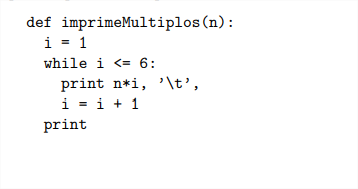 def imprimeMultiplos(n):
  i = 1
  while i <= 6:
    print n*i, ’\t’,
    i = i + 1
  print